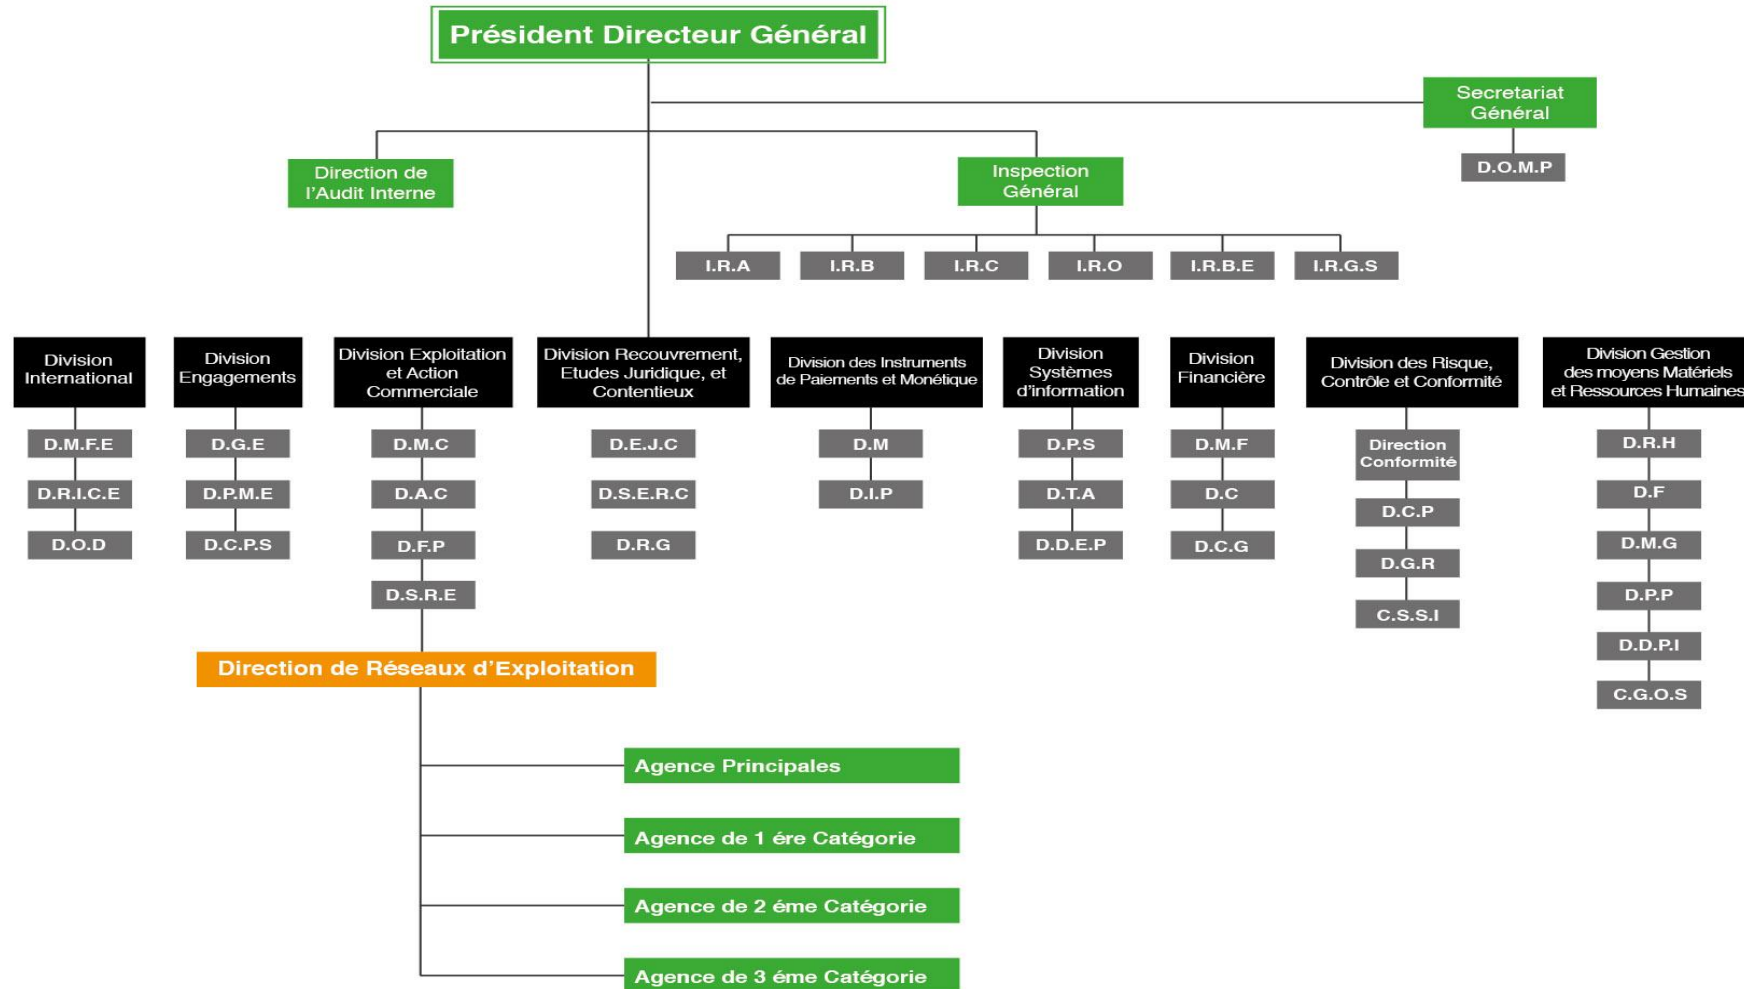 Président Directeur Général
Secretariat
Général
D.O.M.P
Direction de
l'Audit Interne
Inspection
Général
I.R.A
I.R.B
I.R.C
I.R.O
I.R.B.E
I.R.G.S
Division
International
D.M.F.E
D.R.I.C.E
D.O.D
Division
Engagements
D.G.E
D.P.M.E
D.C.P.S
Division Exploitation
et Action
Commerciale
D.M.C
D.A.C
D.F.P
D.S.R.E
Division Recouvrement,
Etudes Juridique, et
Contentieux
D.E.J.C
D.S.E.R.C
D.R.G
Division des Instruments
de Paiements et Monétique
D.M
D.I.P
Division
Systèmes
d'information
D.P.S
D.T.A
D.D.E.P
Division
Financière
D.M.F
D.C
D.C.G
Division des Risque,
Contrôle et Conformité
Direction
Conformité
D.C.P
D.G.R
C.S.S.I
Division Gestion
des moyens Matériels
et Ressources Humaines
D.R.H
D.F
D.M.G
D.P.P
D.D.P.I
C.G.O.S
Direction de Réseaux d'Exploitation
Agence Principales
Agence de 1 ére Catégorie
Agence de 2 éme Catégorie
Agence de 3 éme Catégorie